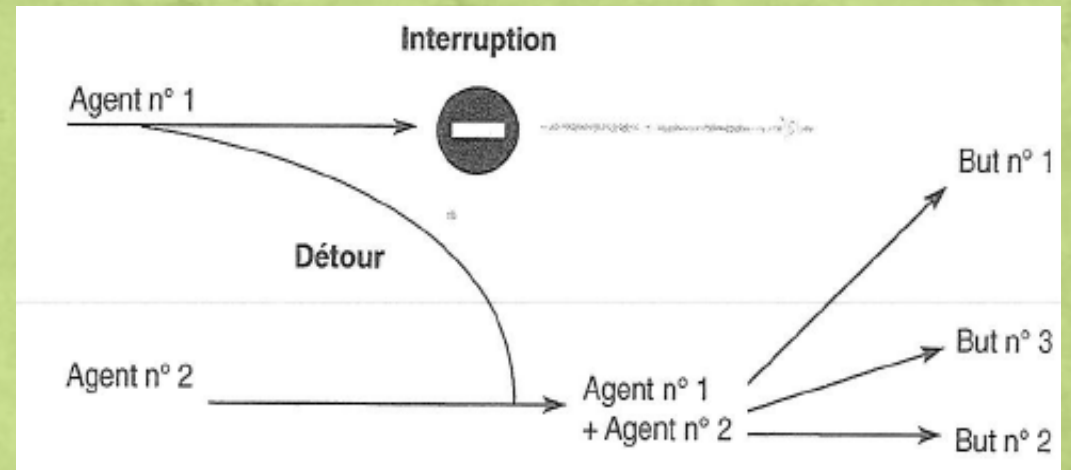 Interruption
Agent n° 1
But n° 1
Détour
But n° 3
Agent n° 2
Agent n° 1
+ Agent n° 2
But n° 2